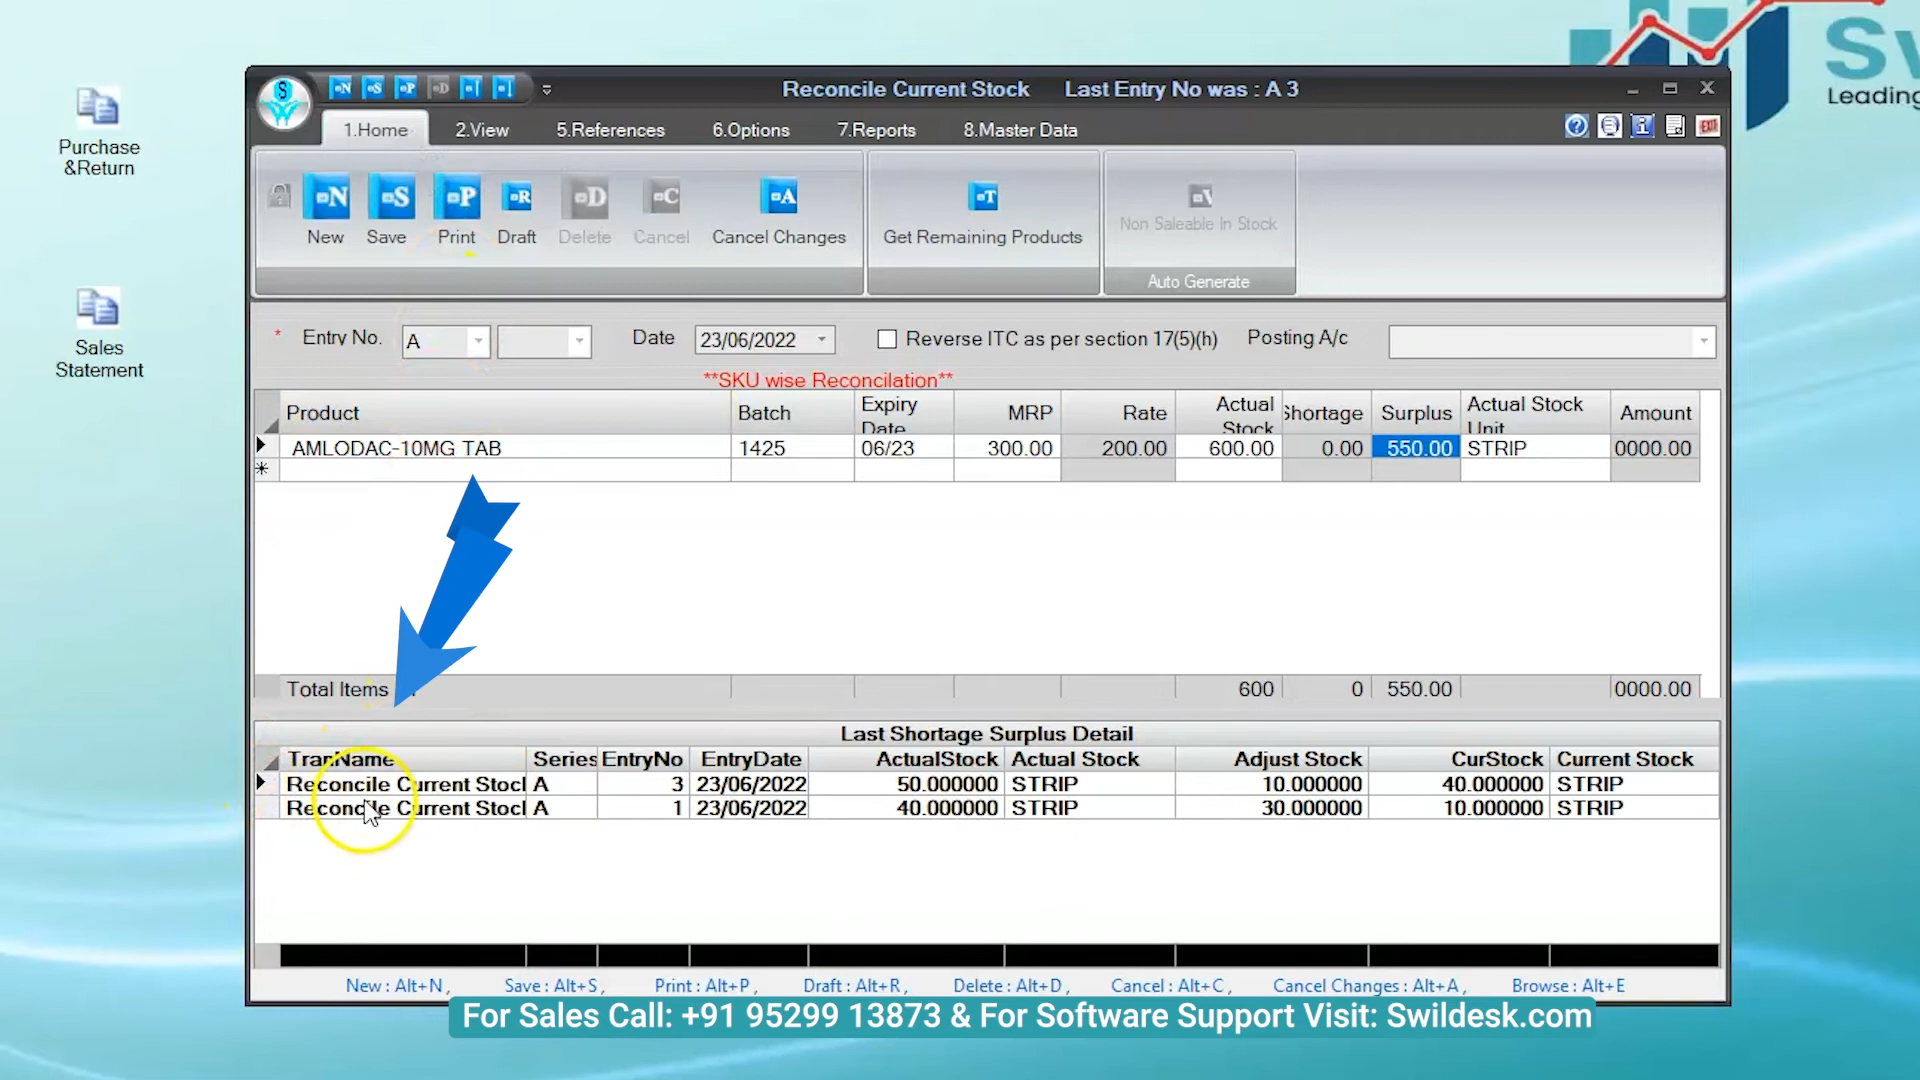 Sw
Leading
Purchase
&Return
Sales
Statement
Reconcile Current Stock Last Entry No was : A 3
1.Home 2.View 5.References 6.Options 7.Reports 8.Master Data
N S P R D C A T V
New Save Print Draft Delete Cancel Cancel Changes Get Remaining Products Non Saleable In Stock
Auto Generate
* Entry No. A Date 23/06/2022 Reverse ITC as per section 17(5)(h) Posting A/c
**SKU wise Reconcilation**
Product Batch Expiry Date MRP Rate Actual Stock Shortage Surplus Actual Stock Unit Amount
AMLODAC-10MG TAB 1425 06/23 300.00 200.00 600.00 0.00 550.00 STRIP 0000.00
Total Items 600 0 550.00 0000.00
Last Shortage Surplus Detail
TranName Series EntryNo EntryDate ActualStock Actual Stock Adjust Stock CurStock Current Stock
Reconcile Current Stocl A 3 23/06/2022 50.000000 STRIP 10.000000 40.000000 STRIP
Reconcile Current Stocl A 1 23/06/2022 40.000000 STRIP 30.000000 10.000000 STRIP
New : Alt+N , Save : Alt+S , Print : Alt+P , Draft : Alt+R , Delete : Alt+D , Cancel : Alt+C , Cancel Changes : Alt+A , Browse : Alt+E
For Sales Call: +91 95299 13873 & For Software Support Visit: Swildesk.com